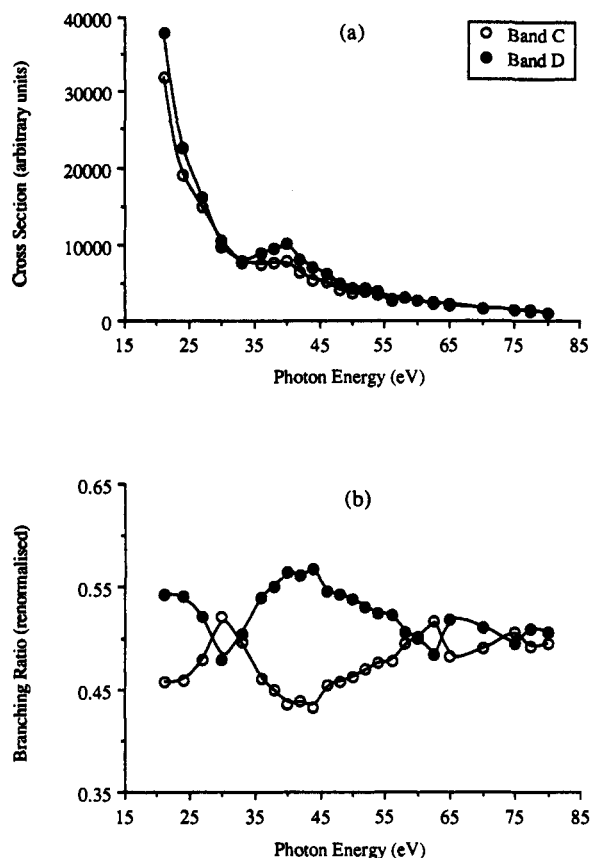 (a)
Band C
Band D
Cross Section (arbitrary units)
40000
30000
20000
10000
0
15 25 35 45 55 65 75 85
Photon Energy (eV)
(b)
Branching Ratio (renormalised)
0.65
0.55
0.45
0.35
15 25 35 45 55 65 75 85
Photon Energy (eV)